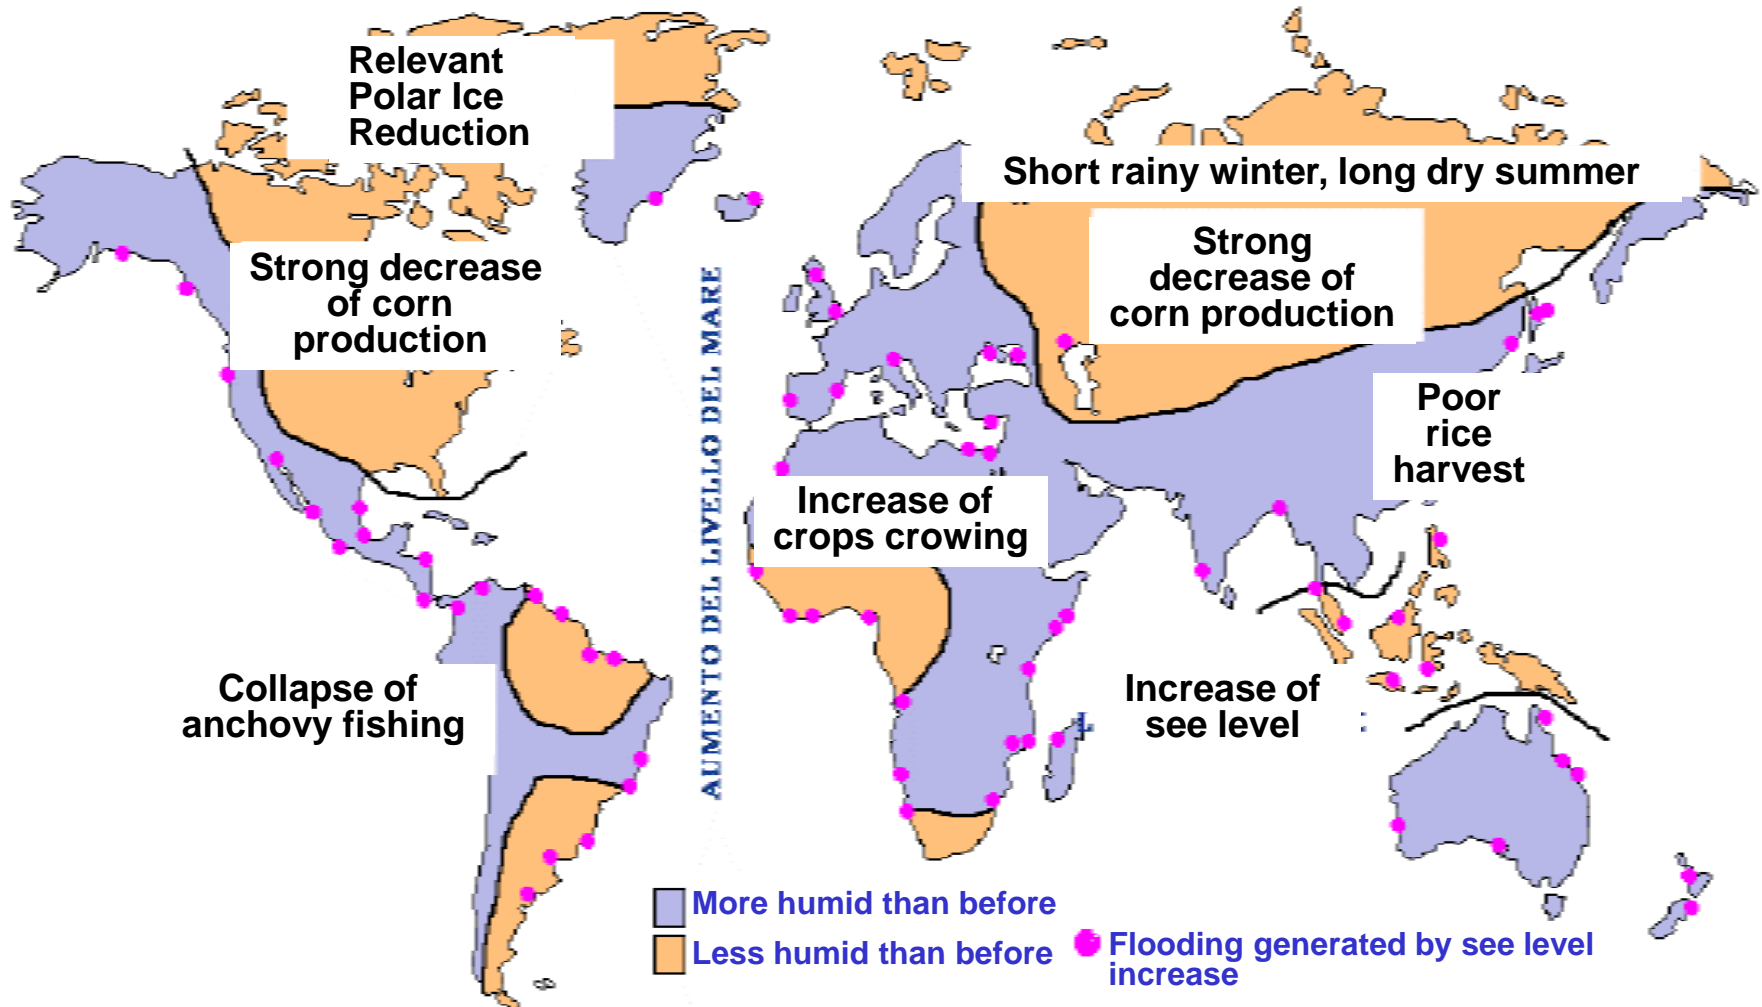 Relevant
Polar Ice
Reduction
Short rainy winter, long dry summer
Strong decrease
of corn
production
Strong
decrease of
corn production
AUMENTO DEL LIVELLO DEL MARE
Poor
rice
harvest
Increase of
crops crowing
Collapse of
anchovy fishing
Increase of
see level
More humid than before
Less humid than before
Flooding generated by see level
increase